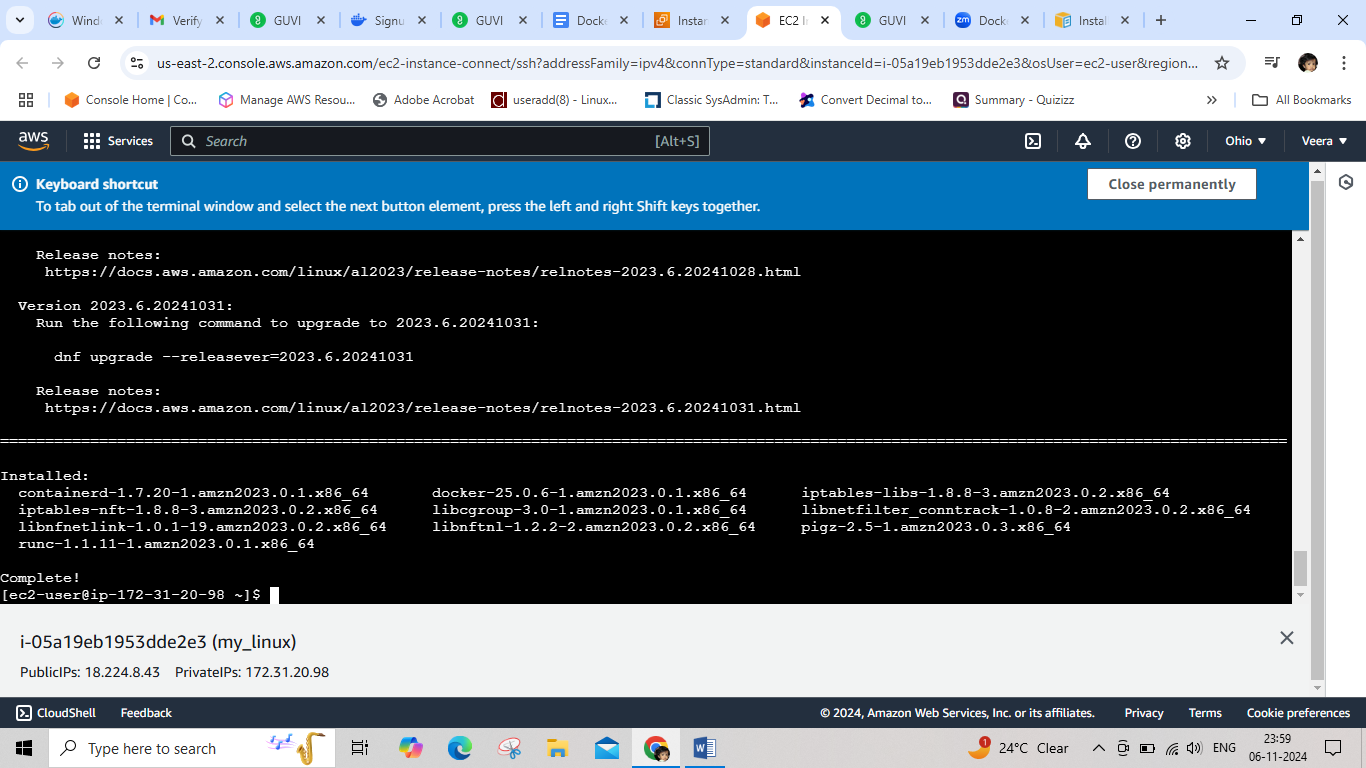 Wind
Verify
GUVI
Signu
GUVI
Docke
Instan
EC2 I
GUVI
zm
Dock
Instal
us-east-2.console.aws.amazon.com/ec2-instance-connect/ssh?addressFamily=ipv4&connType=standard&instanceId=i-05a19eb1953dde2e3&osUser=ec2-user&region...
Console Home | Co...
Manage AWS Resou...
Adobe Acrobat
useradd(8) - Linux...
Classic SysAdmin: T...
Convert Decimal to...
Summary - Quizizz
»
All Bookmarks
aws
Services
Search
[Alt+S]
Ohio
Veera
Keyboard shortcut
To tab out of the terminal window and select the next button element, press the left and right Shift keys together.
Close permanently
Release notes:
https://docs.aws.amazon.com/linux/al2023/release-notes/relnotes-2023.6.20241028.html
Version 2023.6.20241031:
Run the following command to upgrade to 2023.6.20241031:
dnf upgrade --releasever=2023.6.20241031
Release notes:
https://docs.aws.amazon.com/linux/al2023/release-notes/relnotes-2023.6.20241031.html
Installed:
containerd-1.7.20-1.amzn2023.0.1.x86_64 docker-25.0.6-1.amzn2023.0.1.x86_64 iptables-libs-1.8.8-3.amzn2023.0.2.x86_64
iptables-nft-1.8.8-3.amzn2023.0.2.x86_64 libcgroup-3.0-1.amzn2023.0.1.x86_64 libnetfilter_conntrack-1.0.8-2.amzn2023.0.2.x86_64
libnfnetlink-1.0.1-19.amzn2023.0.2.x86_64 libnftnl-1.2.2-2.amzn2023.0.2.x86_64 pigz-2.5-1.amzn2023.0.3.x86_64
runc-1.1.11-1.amzn2023.0.1.x86_64
Complete!
[ec2-user@ip-172-31-20-98 ~]$
i-05a19eb1953dde2e3 (my_linux)
PublicIPs: 18.224.8.43 PrivateIPs: 172.31.20.98
CloudShell
Feedback
© 2024, Amazon Web Services, Inc. or its affiliates.
Privacy
Terms
Cookie preferences
Type here to search
1
24°C Clear
ENG
23:59
06-11-2024